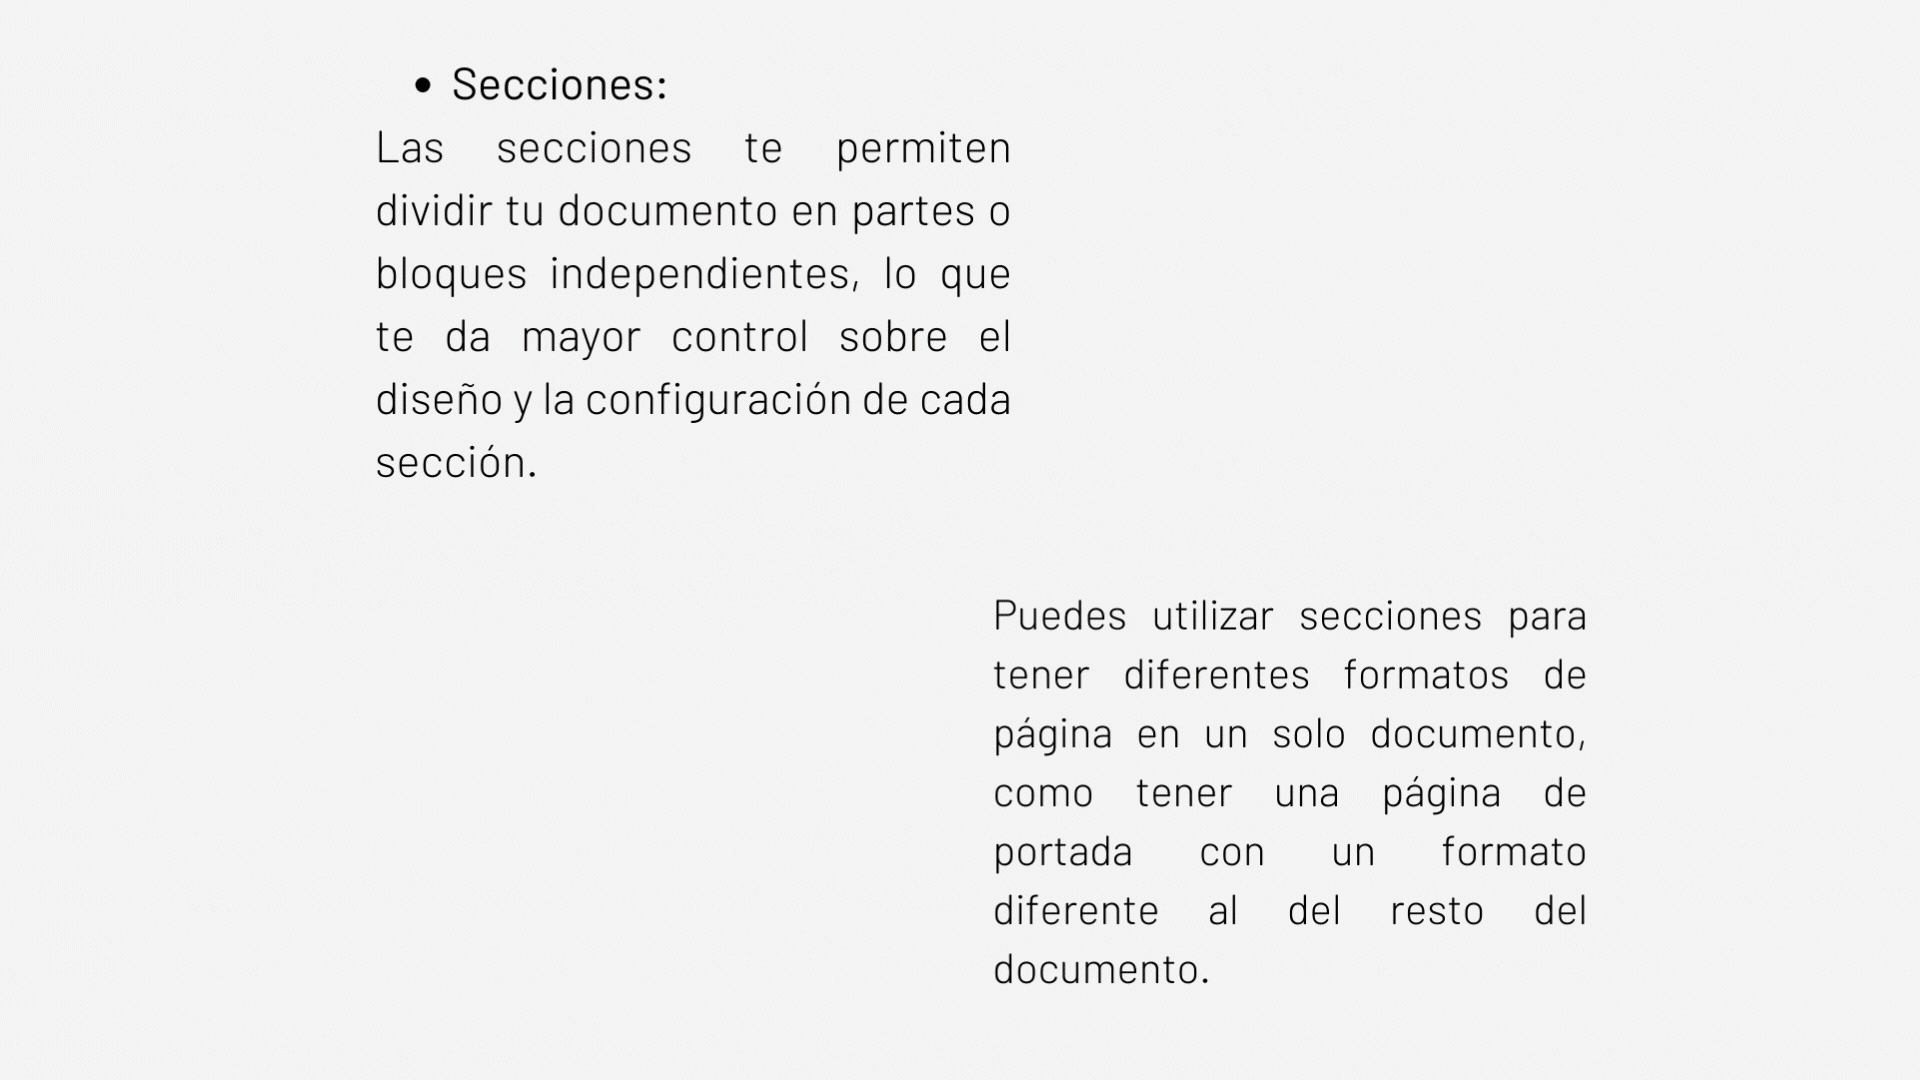 • Secciones:
Las secciones te permiten
dividir tu documento en partes o
bloques independientes, lo que
te da mayor control sobre el
diseño y la configuración de cada
sección.
Puedes utilizar secciones para
tener diferentes formatos de
página en un solo documento,
como tener una página de
portada con un formato
diferente al del resto del
documento.